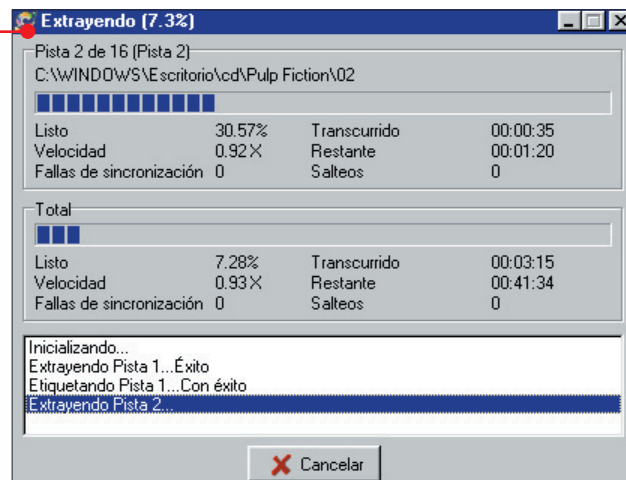 Extrayendo (7.3%)
Pista 2 de 16 (Pista 2)
C:\WINDOWS\Escritorio\cd\Pulp Fiction\02
Listo 30.57% Transcurrido 00:00:35
Velocidad 0.92X Restante 00:01:20
Fallas de sincronización 0 Salteos 0
Total
Listo 7.28% Transcurrido 00:03:15
Velocidad 0.93X Restante 00:41:34
Fallas de sincronización 0 Salteos 0
Inicializando...
Extrayendo Pista 1...Éxito
Etiquetando Pista 1...Con éxito
Extrayendo Pista 2...
Cancelar